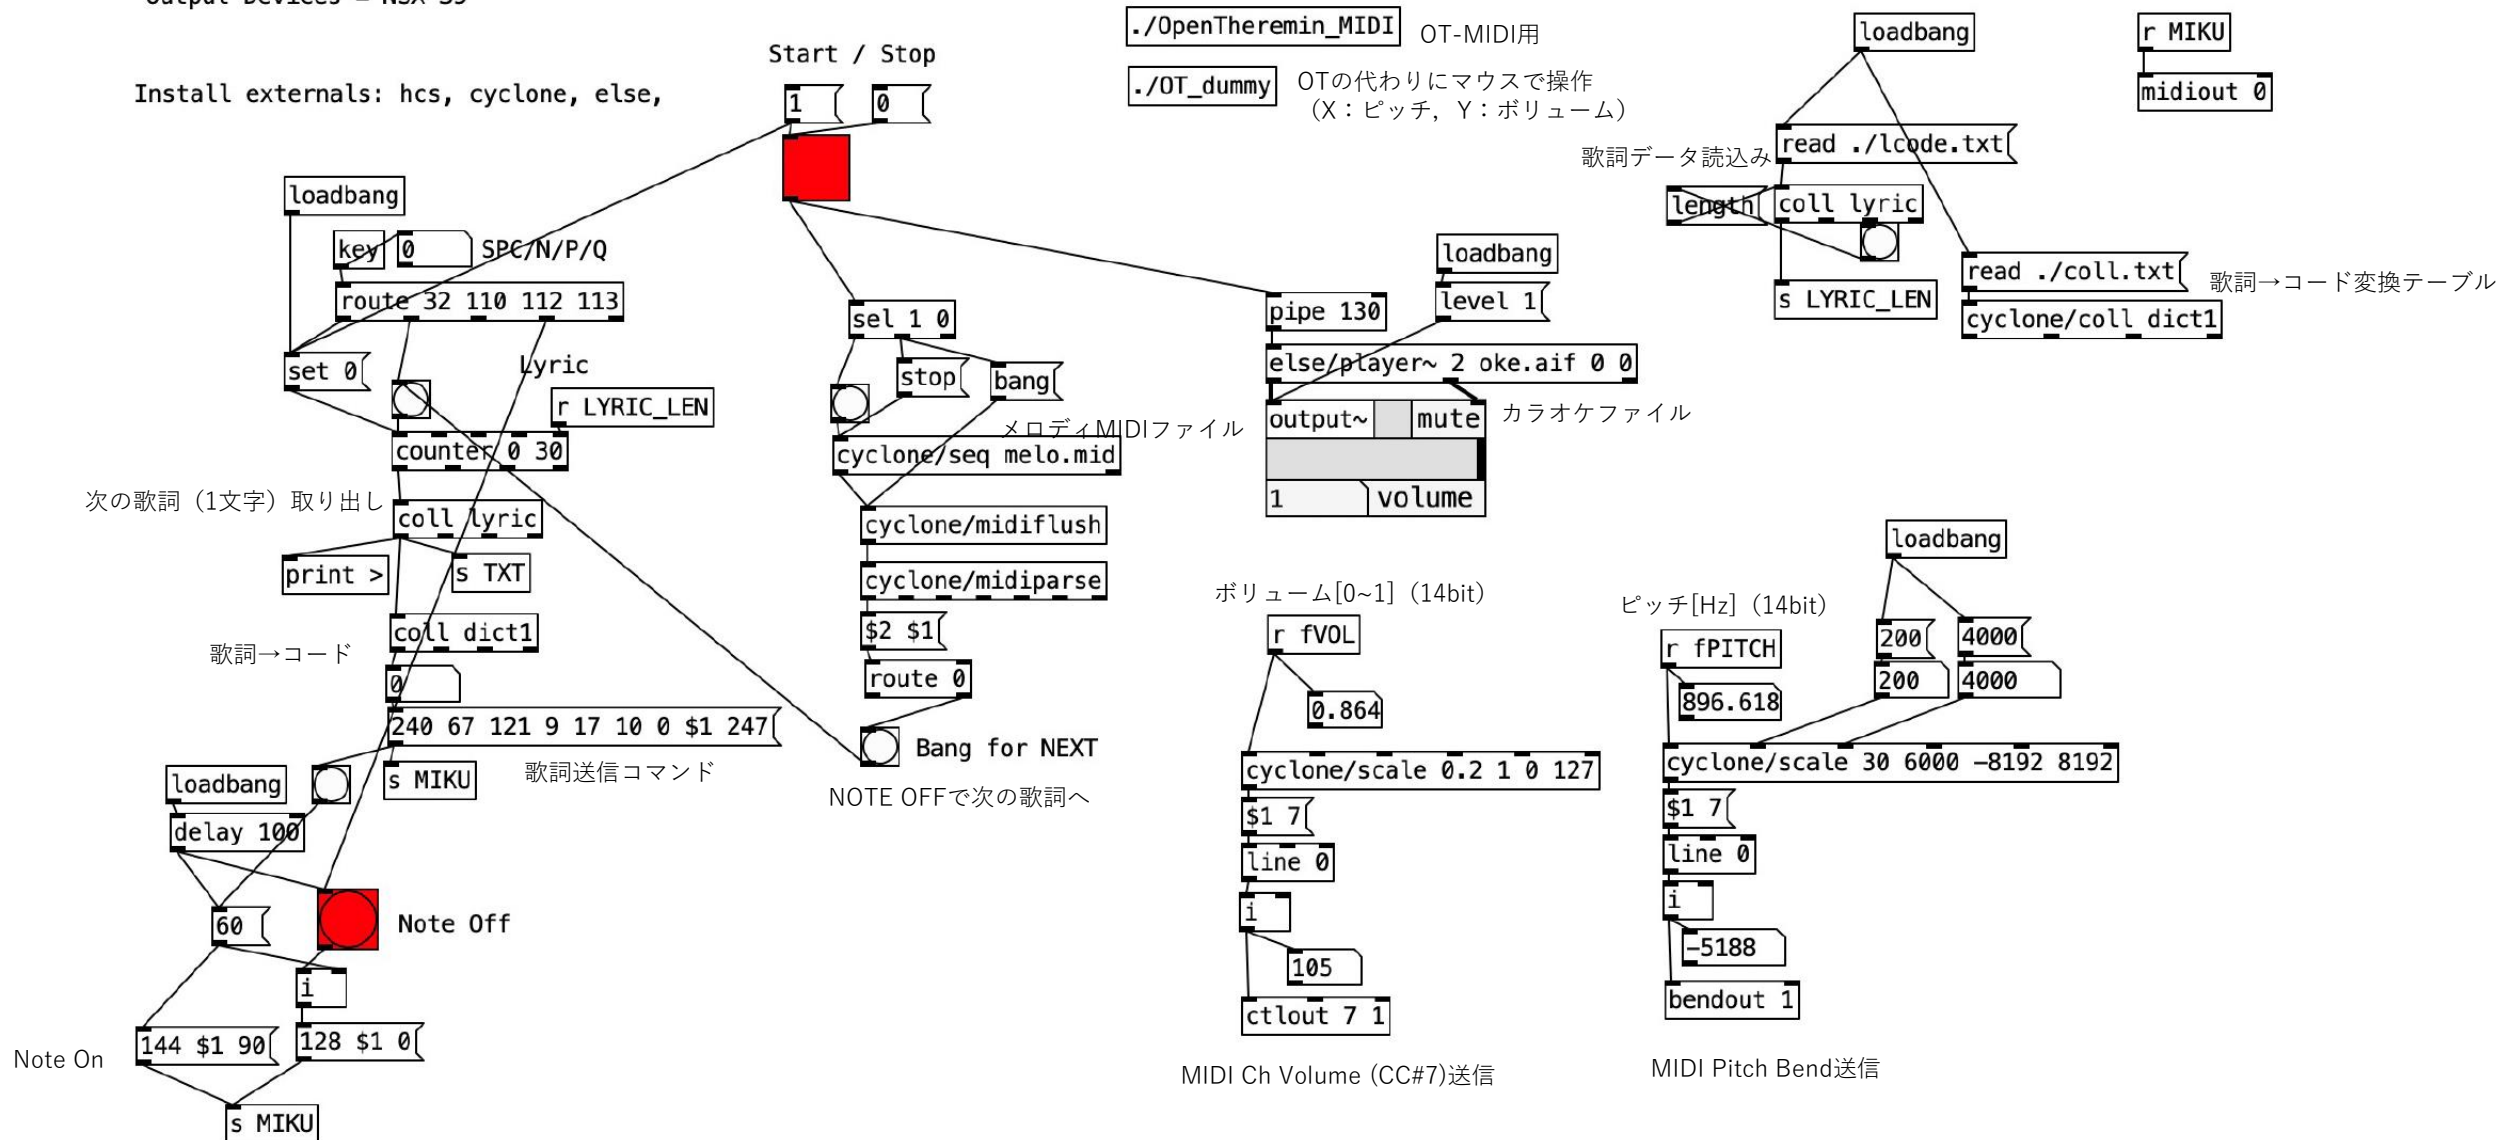 Output Devices = NSX-39
Install externals: hcs, cyclone, else,
Start / Stop
1
0
./OpenTheremin_MIDI
OT-MIDI用
./OT_dummy
OTの代わりにマウスで操作
（X：ピッチ，Y：ボリューム）
loadbang
r MIKU
midiout 0
read ./lcode.txt
歌詞データ読込み
length
coll lyric
s LYRIC_LEN
read ./coll.txt
歌詞→コード変換テーブル
cyclone/coll dict1
loadbang
key
0
SPC/N/P/Q
route 32 110 112 113
set 0
Lyric
r LYRIC_LEN
counter 0 30
次の歌詞（1文字）取り出し
coll lyric
print >
s TXT
coll dict1
歌詞→コード
0
240 67 121 9 17 10 0 $1 247
s MIKU
歌詞送信コマンド
loadbang
delay 100
60
Note Off
i
144 $1 90
128 $1 0
Note On
s MIKU
sel 1 0
stop
bang
メロディMIDIファイル
cyclone/seq melo.mid
cyclone/midiflush
cyclone/midiparse
$2 $1
route 0
Bang for NEXT
NOTE OFFで次の歌詞へ
loadbang
level 1
pipe 130
else/player~ 2 oke.aif 0 0
output~
mute
カラオケファイル
1
volume
ボリューム[0~1]（14bit）
r fVOL
0.864
cyclone/scale 0.2 1 0 127
$1 7
line 0
i
105
ctlout 7 1
MIDI Ch Volume (CC#7)送信
loadbang
ピッチ[Hz]（14bit）
r fPITCH
200
4000
896.618
200
4000
cyclone/scale 30 6000 -8192 8192
$1 7
line 0
i
-5188
bendout 1
MIDI Pitch Bend送信